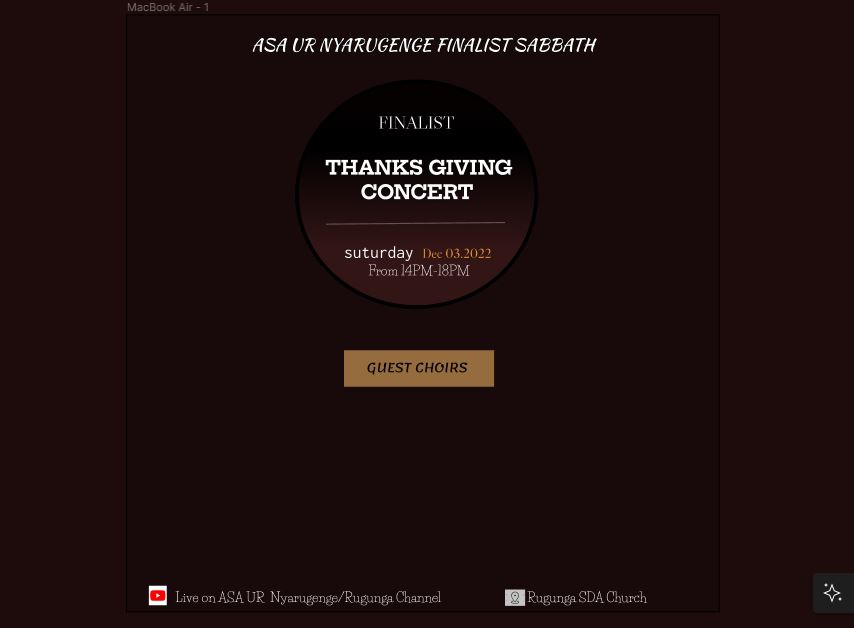 MacBook Air - 1
ASA UR NYARUGENGE FINALIST SABBATH
FINALIST
THANKS GIVING
CONCERT
suturday Dec 03.2022
From 14PM-18PM
GUEST CHOIRS
Live on ASA UR Nyarugenge/Rugunga Channel
Rugunga SDA Church